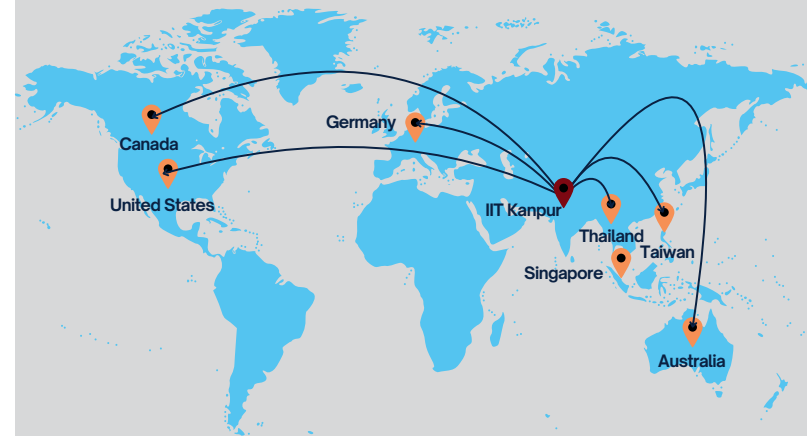 Germany
Canada
United States
IIT Kanpur
Thailand
Taiwan
Singapore
Australia